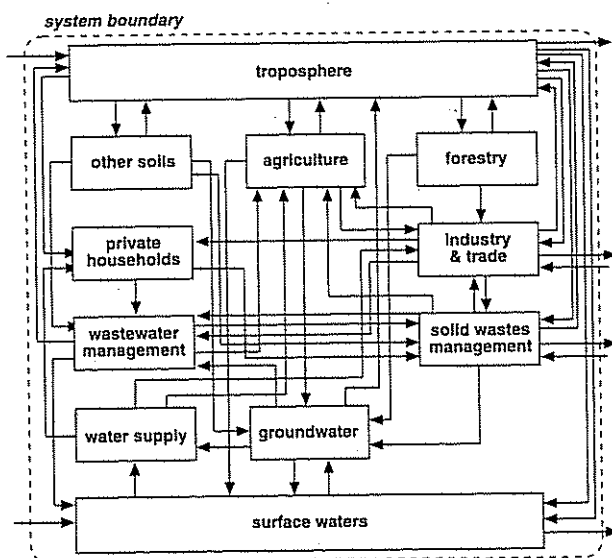 system boundary
troposphere
other soils
agriculture
forestry
private
households
industry
& trade
wastewater
management
solid wastes
management
water supply
groundwater
surface waters